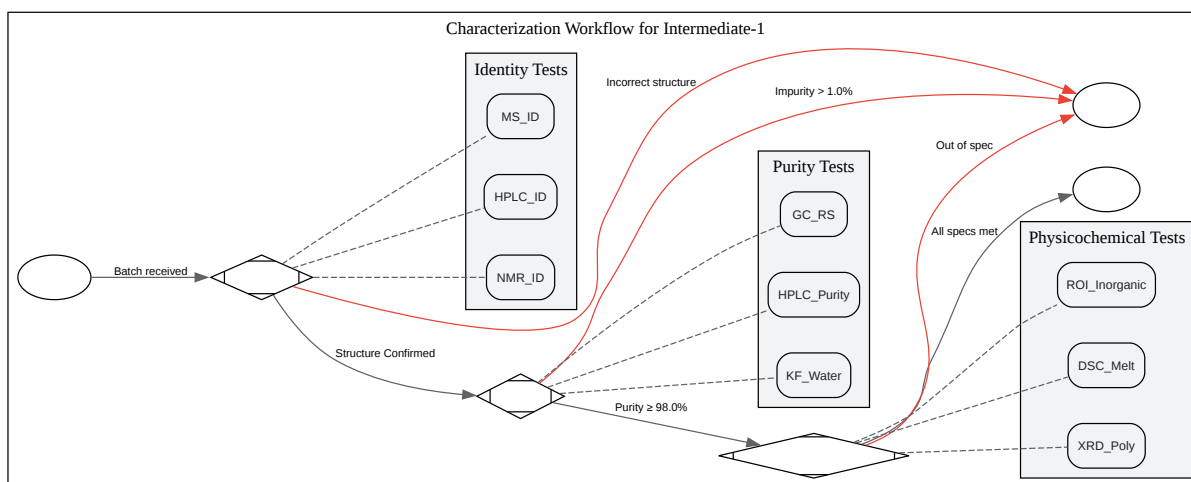 Characterization Workflow for Intermediate-1
Identity Tests
MS_ID
HPLC_ID
NMR_ID
Incorrect structure
Impurity > 1.0%
Purity Tests
GC_RS
HPLC_Purity
KF_Water
Out of spec
All specs met
Physicochemical Tests
ROI_Inorganic
DSC_Melt
XRD_Poly
Batch received
Structure Confirmed
Purity ≥ 98.0%